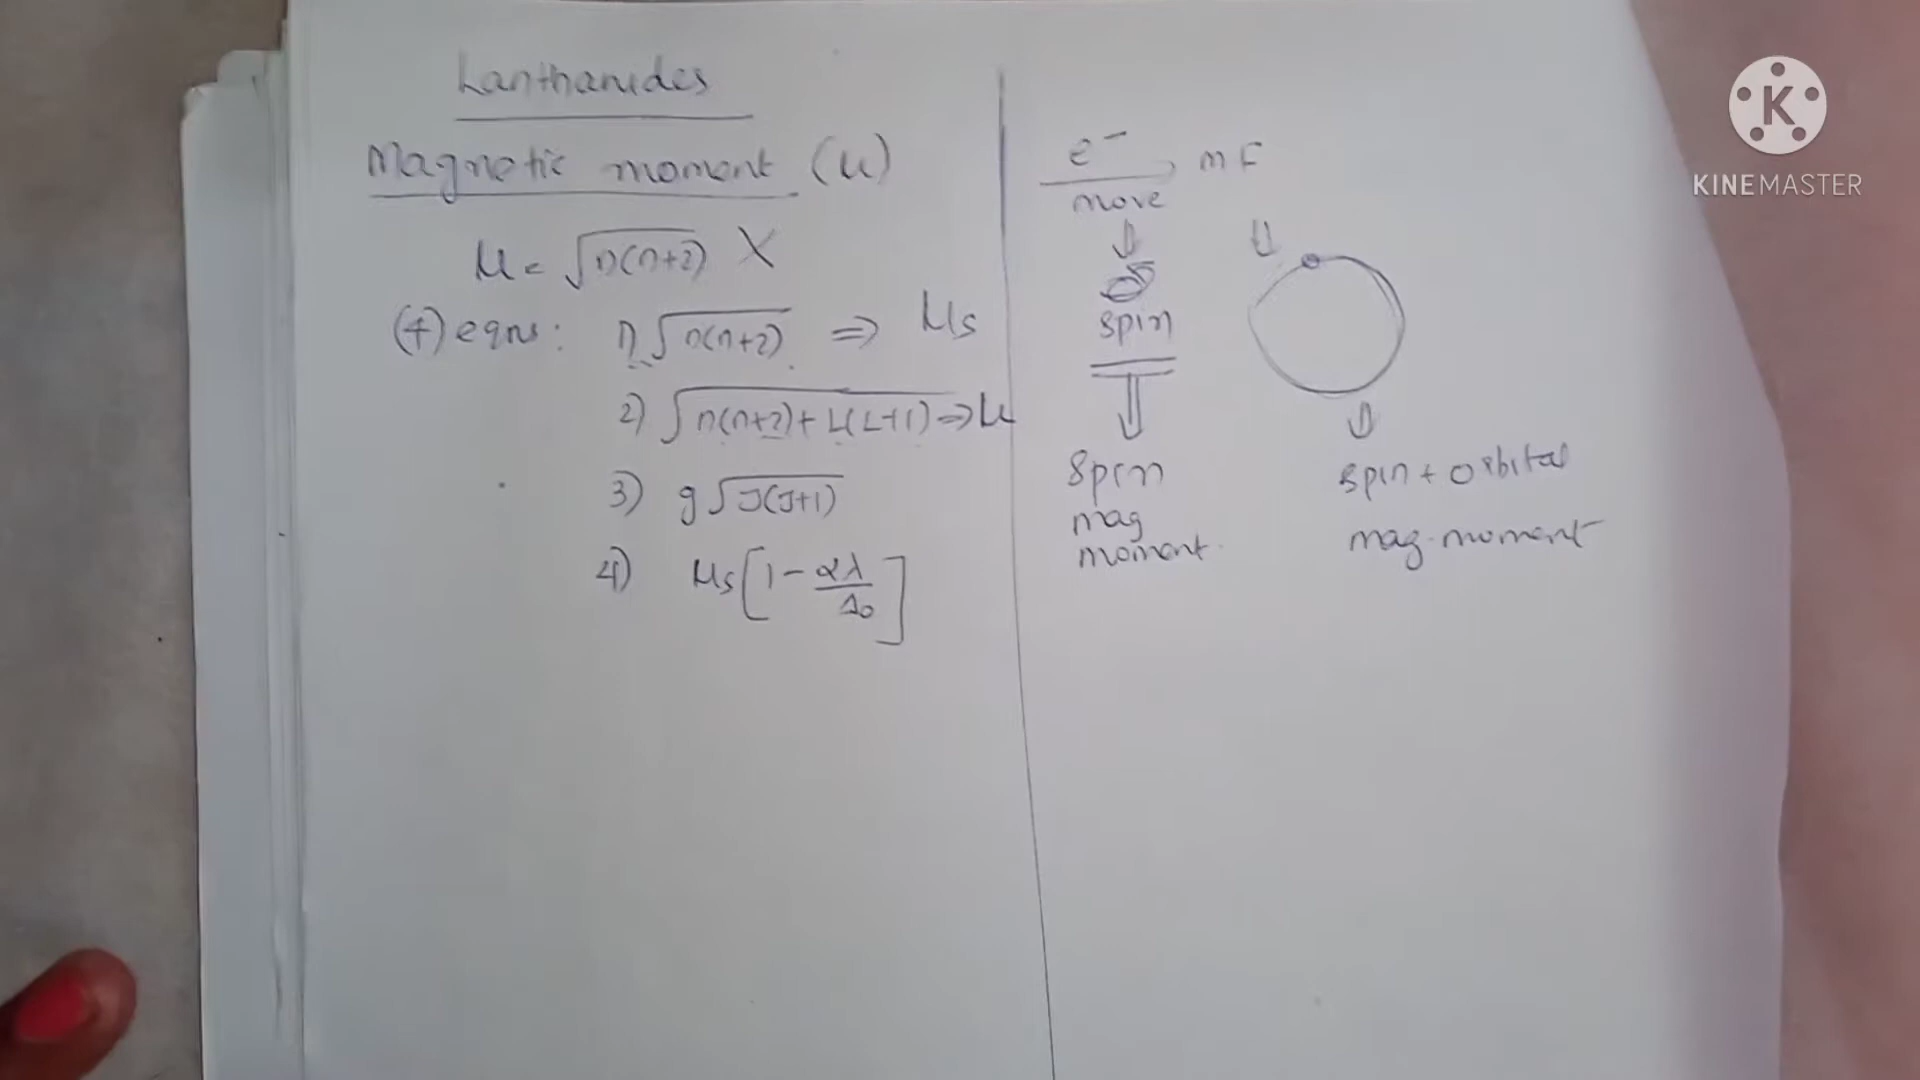 Lanthanides
Magnetic moment (μ)
μ = √n(n+2) X
(4) eqns: 1) √n(n+2) ⇒ μs
2) √n(n+2)+L(L+1) ⇒ μ
3) g√J(J+1)
4) μs[1 - αλ/Δo]
e⁻, MF
move
spin
spin
mag
moment.
spin + orbital
mag. moment
K
KINEMASTER